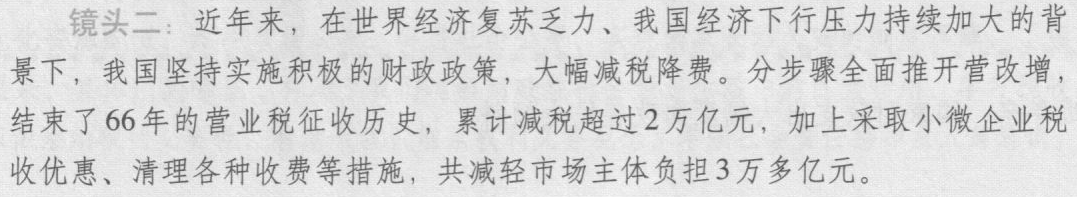 镜头二：近年来，在世界经济复苏乏力、我国经济下行压力持续加大的背
景下，我国坚持实施积极的财政政策，大幅减税降费。分步骤全面推开营改增，
结束了66年的营业税征收历史，累计减税超过2万亿元，加上采取小微企业税
收优惠、清理各种收费等措施，共减轻市场主体负担3万多亿元。